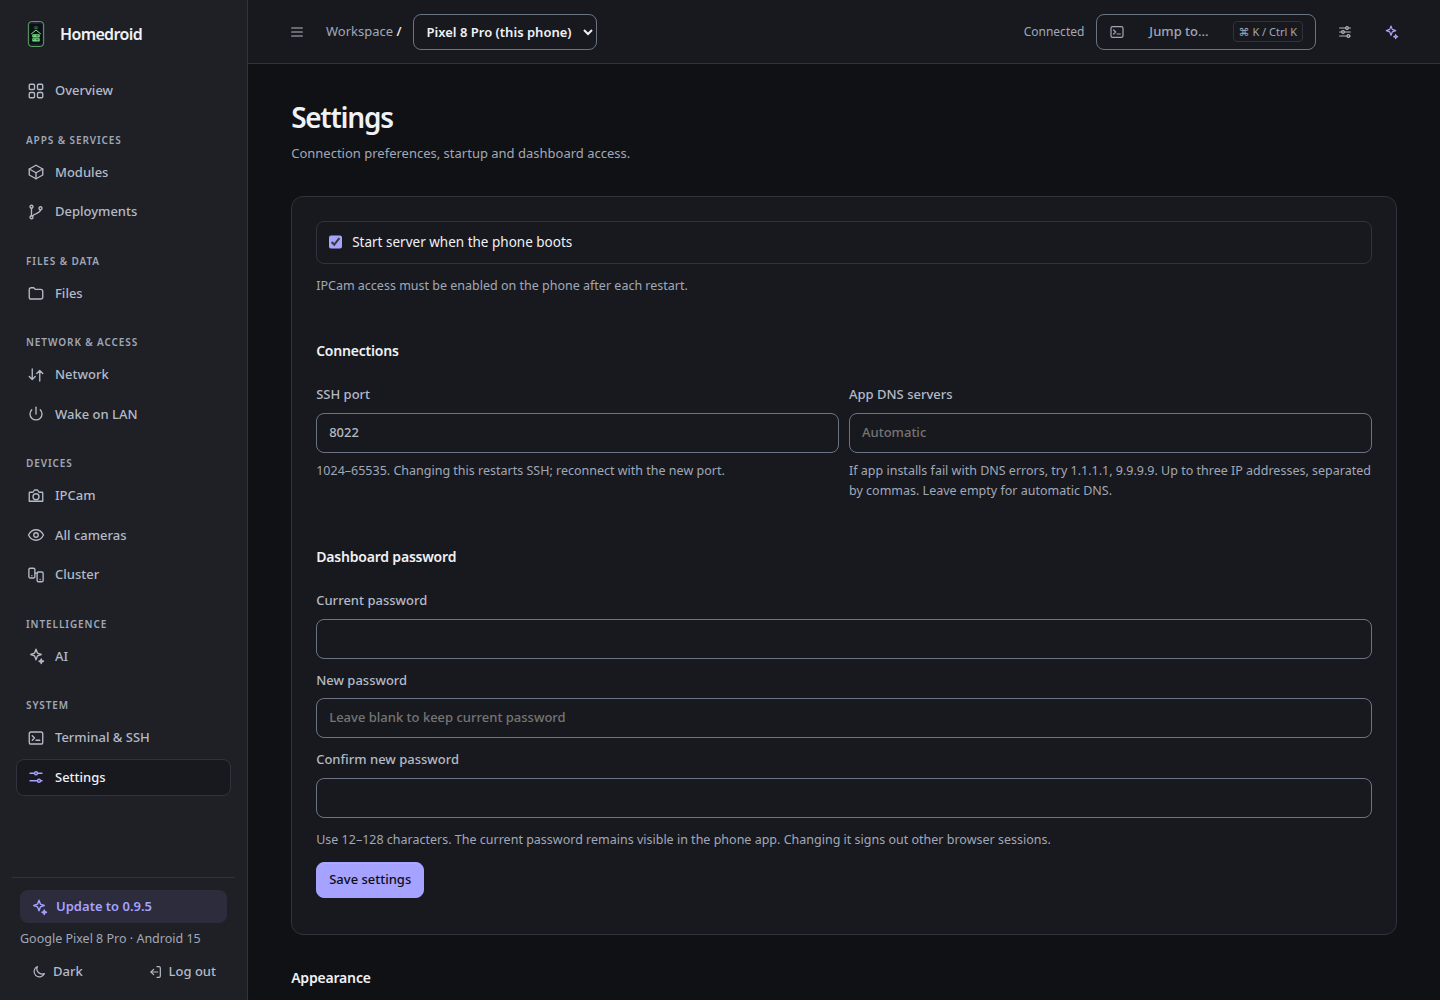 Homedroid
Overview
APPS & SERVICES
Modules
Deployments
FILES & DATA
Files
NETWORK & ACCESS
Network
Wake on LAN
DEVICES
IPCam
All cameras
Cluster
INTELLIGENCE
AI
SYSTEM
Terminal & SSH
Settings
Update to 0.9.5
Google Pixel 8 Pro · Android 15
Dark
Log out
Workspace / Pixel 8 Pro (this phone)
Connected
Jump to... ⌘ K / Ctrl K
Settings
Connection preferences, startup and dashboard access.
Start server when the phone boots
IPCam access must be enabled on the phone after each restart.
Connections
SSH port
8022
1024–65535. Changing this restarts SSH; reconnect with the new port.
App DNS servers
Automatic
If app installs fail with DNS errors, try 1.1.1.1, 9.9.9.9. Up to three IP addresses, separated
by commas. Leave empty for automatic DNS.
Dashboard password
Current password
New password
Leave blank to keep current password
Confirm new password
Use 12–128 characters. The current password remains visible in the phone app. Changing it signs out other browser sessions.
Save settings
Appearance